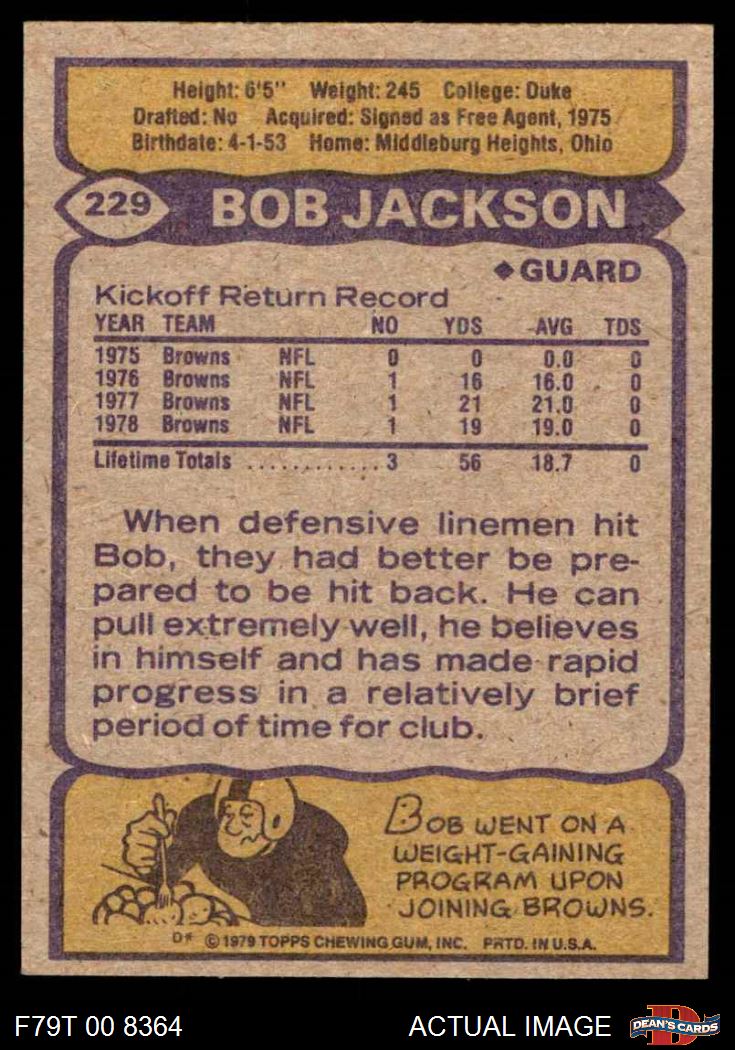 Height: 6'5" Weight: 245 College: Duke
Drafted: No Acquired: Signed as Free Agent, 1975
Birthdate: 4-1-53 Home: Middleburg Heights, Ohio
229 BOB JACKSON
◆GUARD
Kickoff Return Record
YEAR TEAM NO YDS AVG TDS
1975 Browns NFL 0 0 0.0 0
1976 Browns NFL 1 16 16.0 0
1977 Browns NFL 1 21 21.0 0
1978 Browns NFL 1 19 19.0 0
Lifetime Totals ............ 3 56 18.7 0
When defensive linemen hit
Bob, they had better be pre-
pared to be hit back. He can
pull extremely well, he believes
in himself and has made rapid
progress in a relatively brief
period of time for club.
BOB WENT ON A
WEIGHT-GAINING
PROGRAM UPON
JOINING BROWNS.
D* © 1979 TOPPS CHEWING GUM, INC. PRTD. IN U.S.A.
F79T 00 8364 ACTUAL IMAGE D DEAN'S CARDS